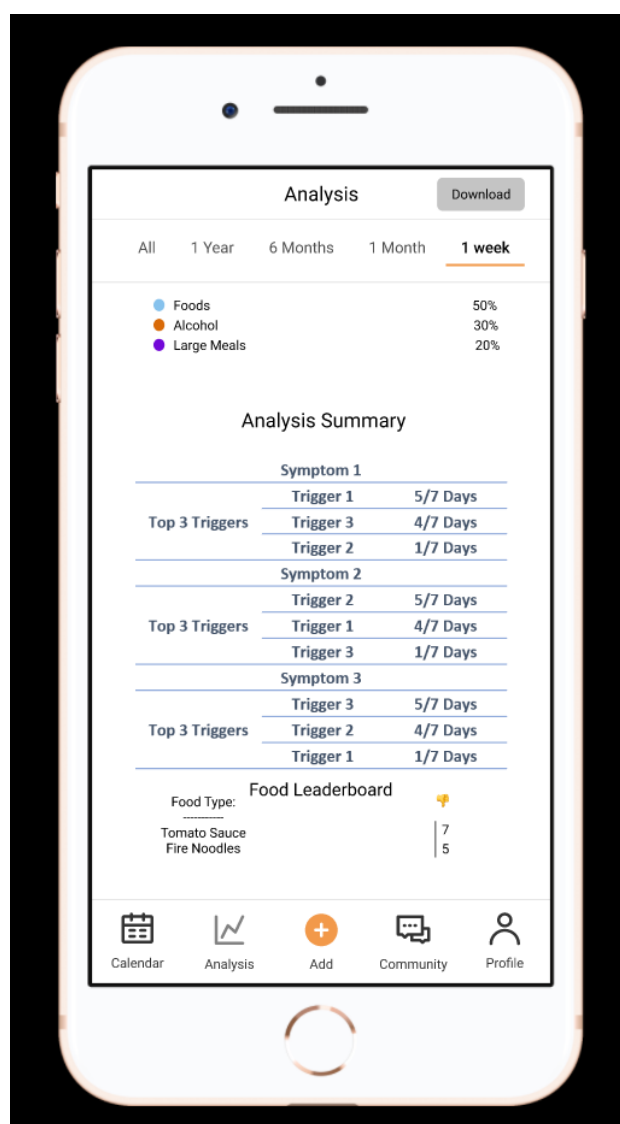 Analysis Download
All 1 Year 6 Months 1 Month 1 week
Foods 50%
Alcohol 30%
Large Meals 20%
Analysis Summary
Symptom 1
Trigger 1 5/7 Days
Top 3 Triggers Trigger 3 4/7 Days
Trigger 2 1/7 Days
Symptom 2
Trigger 2 5/7 Days
Top 3 Triggers Trigger 1 4/7 Days
Trigger 3 1/7 Days
Symptom 3
Trigger 3 5/7 Days
Top 3 Triggers Trigger 2 4/7 Days
Trigger 1 1/7 Days
Food Leaderboard
Food Type: 👎
-----------
Tomato Sauce 7
Fire Noodles 5
Calendar Analysis Add Community Profile